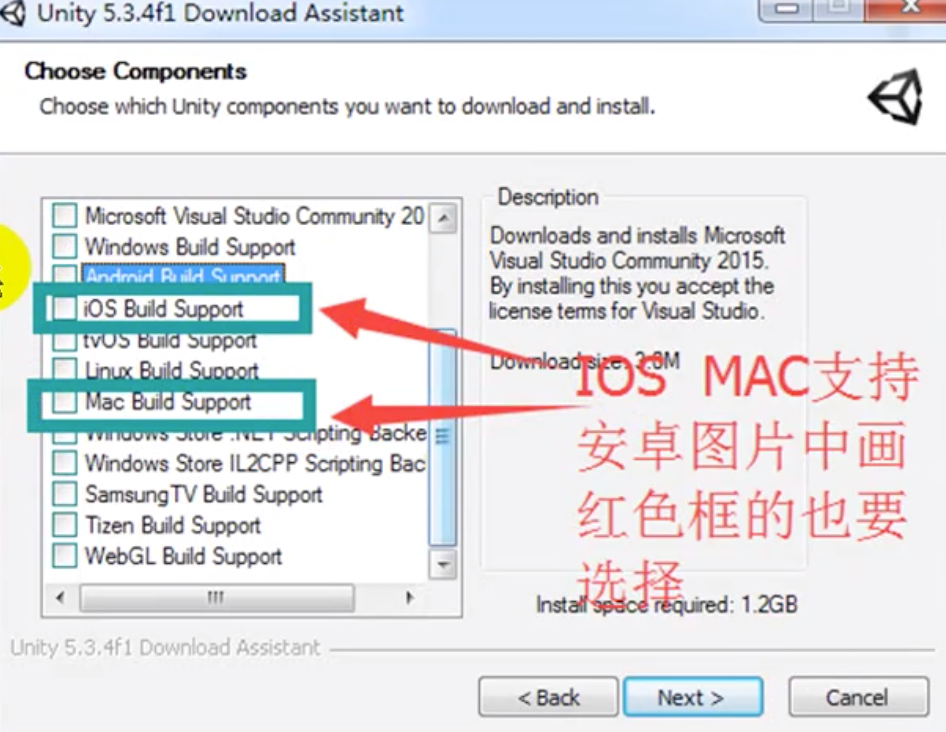 Unity 5.3.4f1 Download Assistant
Choose Components
Choose which Unity components you want to download and install.
Microsoft Visual Studio Community 20
Windows Build Support
Android Build Support
iOS Build Support
tvOS Build Support
Linux Build Support
Mac Build Support
Windows Store .NET Scripting Backe
Windows Store IL2CPP Scripting Bac
SamsungTV Build Support
Tizen Build Support
WebGL Build Support
Description
Downloads and installs Microsoft
Visual Studio Community 2015.
By installing this you accept the
license terms for Visual Studio.
Download size: 3.8M
IOS MAC支持
安卓图片中画
红色框的也要
选择
Install space required: 1.2GB
Unity 5.3.4f1 Download Assistant
< Back
Next >
Cancel